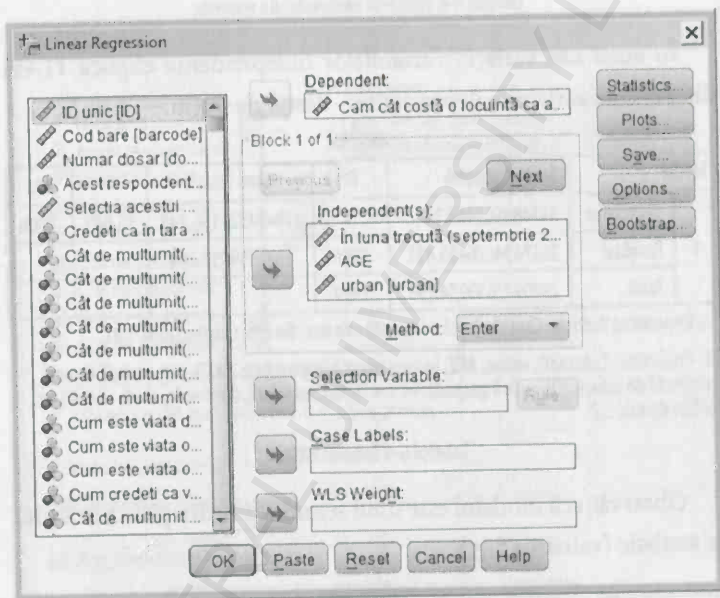 Linear Regression
ID unic [ID]
Cod bare [barcode]
Numar dosar [do...
Acest respondent...
Selectia acestui ...
Credeti ca in tara ...
Cât de multumit(...
Cât de multumit(...
Cât de multumit(...
Cât de multumit(...
Cât de multumit(...
Cât de multumit(...
Cât de multumit(...
Cum este viata d...
Cum este viata o...
Cum este viata o...
Cum credeti ca v...
Cât de multumit ...
Dependent:
Cam cât costă o locuintă ca a...
Block 1 of 1
Previous
Next
Independent(s):
În luna trecută (septembrie 2...
AGE
urban [urban]
Method: Enter
Selection Variable:
Rule...
Case Labels:
WLS Weight:
Statistics...
Plots...
Save...
Options...
Bootstrap...
OK Paste Reset Cancel Help